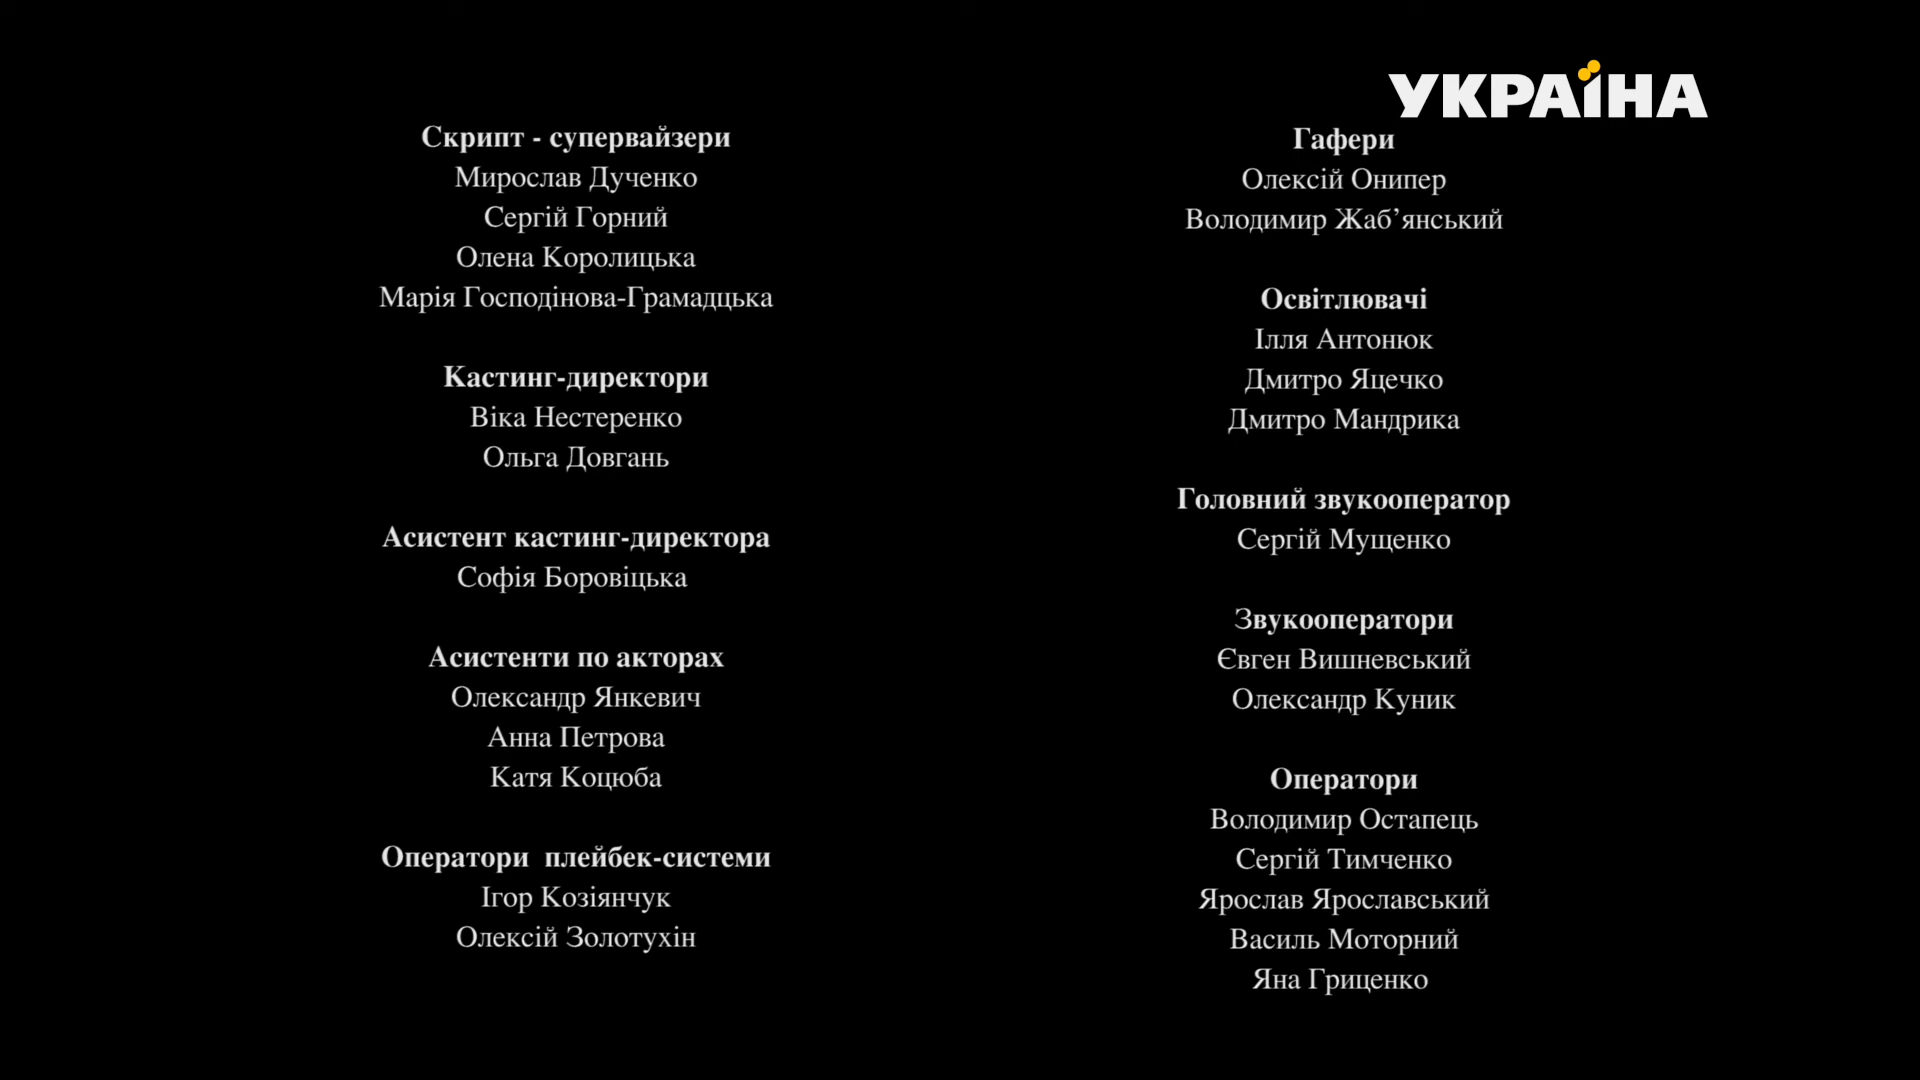 УКРАЇНА
Скрипт - супервайзери
Мирослав Дученко
Сергій Горний
Олена Королицька
Марія Господінова-Грамадцька
Кастинг-директори
Віка Нестеренко
Ольга Довгань
Асистент кастинг-директора
Софія Боровіцька
Асистенти по акторах
Олександр Янкевич
Анна Петрова
Катя Коцюба
Оператори  плейбек-системи
Ігор Козіянчук
Олексій Золотухін
Гафери
Олексій Онипер
Володимир Жаб’янський
Освітлювачі
Ілля Антонюк
Дмитро Яцечко
Дмитро Мандрика
Головний звукооператор
Сергій Мущенко
Звукооператори
Євген Вишневський
Олександр Куник
Оператори
Володимир Остапець
Сергій Тимченко
Ярослав Ярославський
Василь Моторний
Яна Гриценко